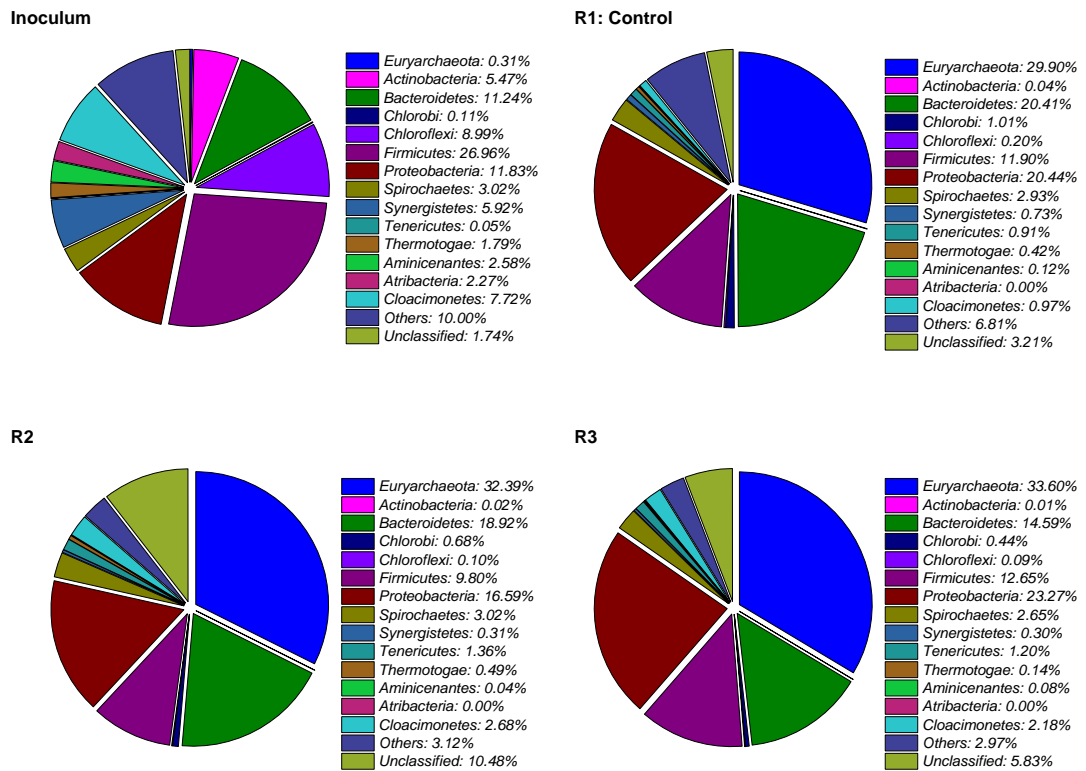 Inoculum
Euryarchaeota: 0.31%
Actinobacteria: 5.47%
Bacteroidetes: 11.24%
Chlorobi: 0.11%
Chloroflexi: 8.99%
Firmicutes: 26.96%
Proteobacteria: 11.83%
Spirochaetes: 3.02%
Synergistetes: 5.92%
Tenericutes: 0.05%
Thermotogae: 1.79%
Aminicenantes: 2.58%
Atribacteria: 2.27%
Cloacimonetes: 7.72%
Others: 10.00%
Unclassified: 1.74%
R1: Control
Euryarchaeota: 29.90%
Actinobacteria: 0.04%
Bacteroidetes: 20.41%
Chlorobi: 1.01%
Chloroflexi: 0.20%
Firmicutes: 11.90%
Proteobacteria: 20.44%
Spirochaetes: 2.93%
Synergistetes: 0.73%
Tenericutes: 0.91%
Thermotogae: 0.42%
Aminicenantes: 0.12%
Atribacteria: 0.00%
Cloacimonetes: 0.97%
Others: 6.81%
Unclassified: 3.21%
R2
Euryarchaeota: 32.39%
Actinobacteria: 0.02%
Bacteroidetes: 18.92%
Chlorobi: 0.68%
Chloroflexi: 0.10%
Firmicutes: 9.80%
Proteobacteria: 16.59%
Spirochaetes: 3.02%
Synergistetes: 0.31%
Tenericutes: 1.36%
Thermotogae: 0.49%
Aminicenantes: 0.04%
Atribacteria: 0.00%
Cloacimonetes: 2.68%
Others: 3.12%
Unclassified: 10.48%
R3
Euryarchaeota: 33.60%
Actinobacteria: 0.01%
Bacteroidetes: 14.59%
Chlorobi: 0.44%
Chloroflexi: 0.09%
Firmicutes: 12.65%
Proteobacteria: 23.27%
Spirochaetes: 2.65%
Synergistetes: 0.30%
Tenericutes: 1.20%
Thermotogae: 0.14%
Aminicenantes: 0.08%
Atribacteria: 0.00%
Cloacimonetes: 2.18%
Others: 2.97%
Unclassified: 5.83%